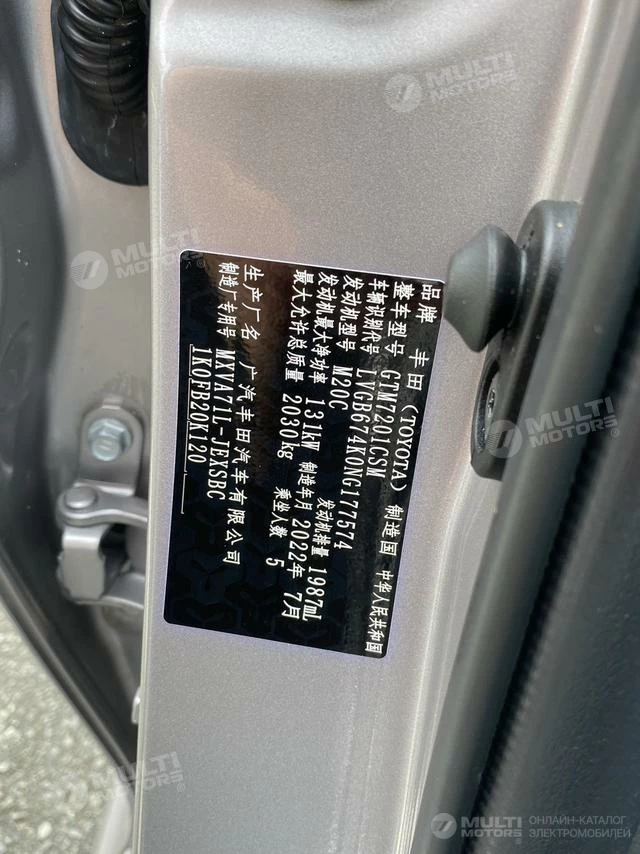 品牌 丰田(TOYOTA) 制造国 中华人民共和国
整车型号 GTM7201CSM
车辆识别代号 LVGB674K0NG177574
发动机型号 M20C 发动机排量 1987mL
发动机最大净功率 131kW 制造年月 2022年 7月
最大允许总质量 2030kg 乘坐人数 5
生产厂名 广汽丰田汽车有限公司
制造厂专用号 MXVA71L-JEXSBC
1K0FB20K120
MULTI MOTORS®
MULTI MOTORS®
MULTI MOTORS®
MULTI MOTORS®
MULTI MOTORS® ОНЛАЙН-КАТАЛОГ ЭЛЕКТРОМОБИЛЕЙ